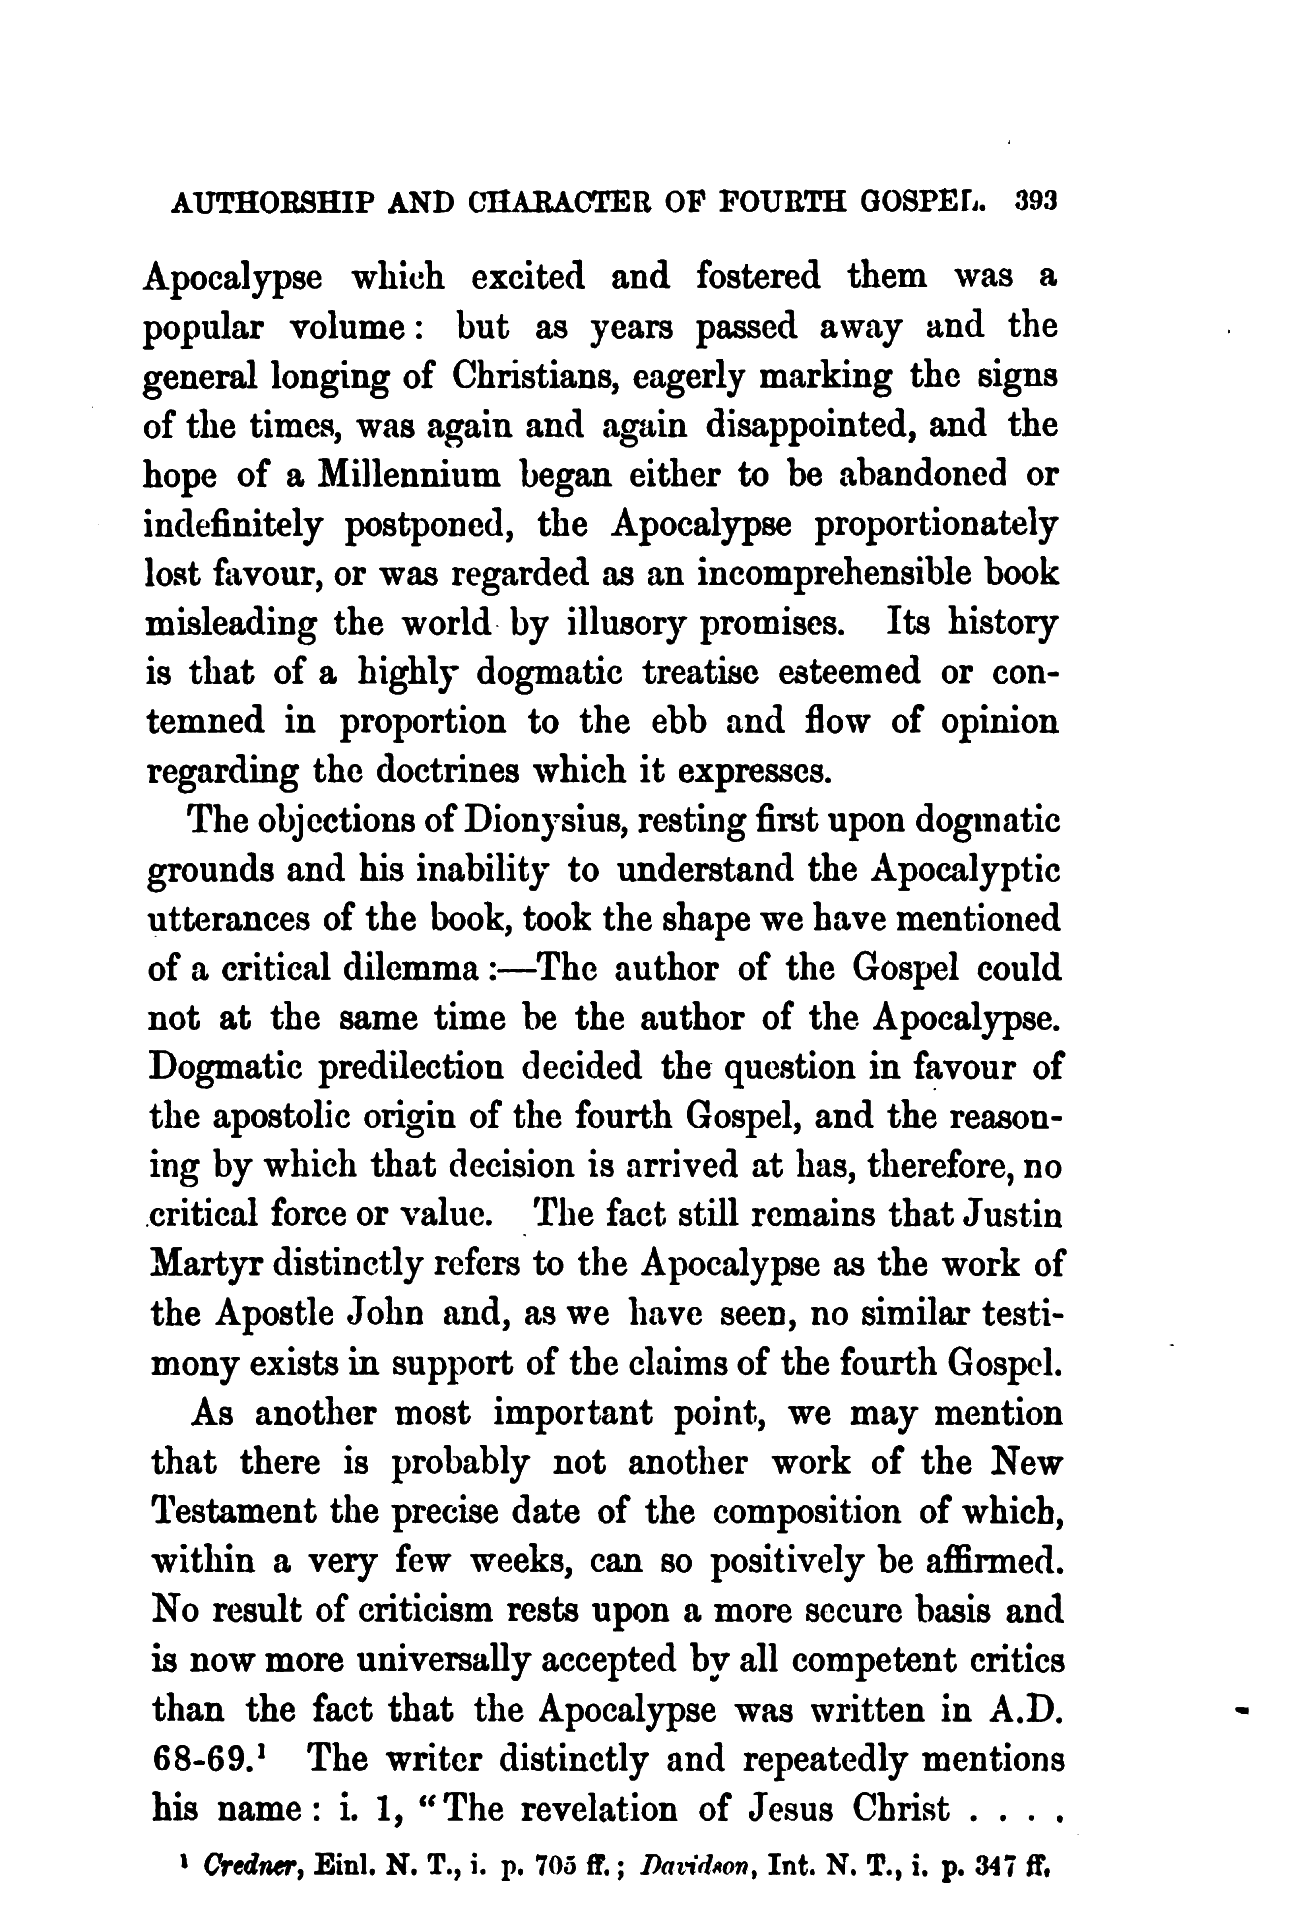 AUTHORSHIP AND CHARACTER OF FOURTH GOSPEL. 393
Apocalypse which excited and fostered them was a
popular volume: but as years passed away and the
general longing of Christians, eagerly marking the signs
of the times, was again and again disappointed, and the
hope of a Millennium began either to be abandoned or
indefinitely postponed, the Apocalypse proportionately
lost favour, or was regarded as an incomprehensible book
misleading the world by illusory promises. Its history
is that of a highly dogmatic treatise esteemed or con-
temned in proportion to the ebb and flow of opinion
regarding the doctrines which it expresses.
The objections of Dionysius, resting first upon dogmatic
grounds and his inability to understand the Apocalyptic
utterances of the book, took the shape we have mentioned
of a critical dilemma:—The author of the Gospel could
not at the same time be the author of the Apocalypse.
Dogmatic predilection decided the question in favour of
the apostolic origin of the fourth Gospel, and the reason-
ing by which that decision is arrived at has, therefore, no
critical force or value. The fact still remains that Justin
Martyr distinctly refers to the Apocalypse as the work of
the Apostle John and, as we have seen, no similar testi-
mony exists in support of the claims of the fourth Gospel.
As another most important point, we may mention
that there is probably not another work of the New
Testament the precise date of the composition of which,
within a very few weeks, can so positively be affirmed.
No result of criticism rests upon a more secure basis and
is now more universally accepted by all competent critics
than the fact that the Apocalypse was written in A.D.
68-69.¹ The writer distinctly and repeatedly mentions
his name: i. 1, “The revelation of Jesus Christ . . . .
¹ Credner, Einl. N. T., i. p. 705 ff.; Davidson, Int. N. T., i. p. 347 ff.